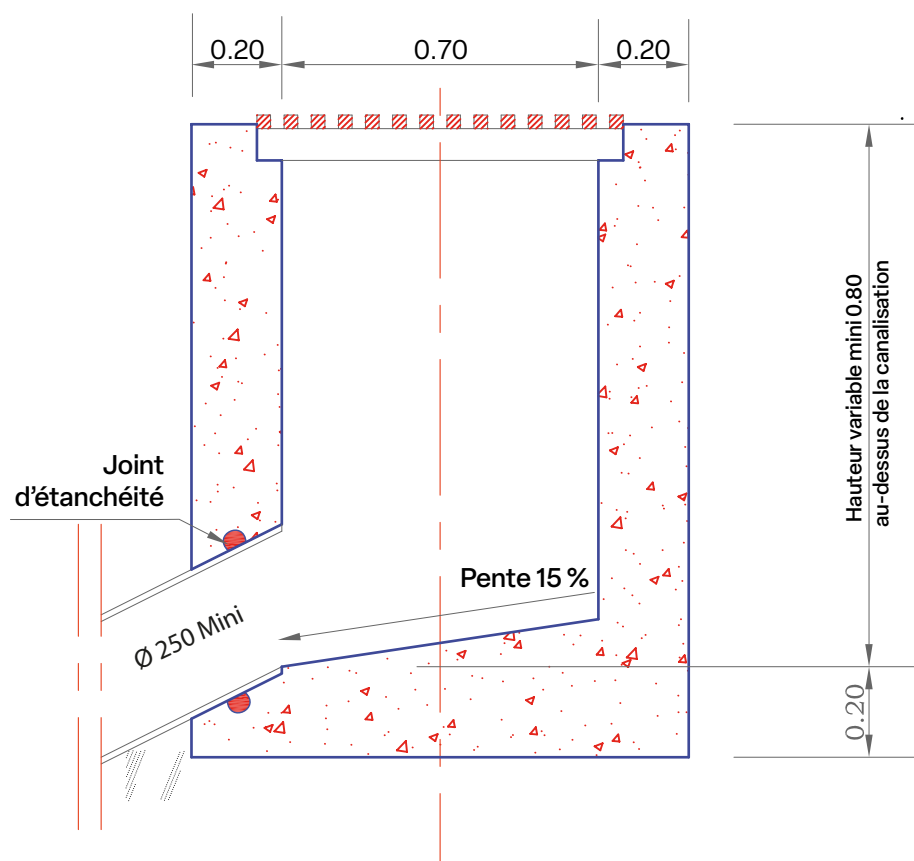 0.20
0.70
0.20
Hauteur variable mini 0.80
au-dessus de la canalisation
Joint
d’étanchéité
Pente 15 %
Ø 250 Mini
0.20